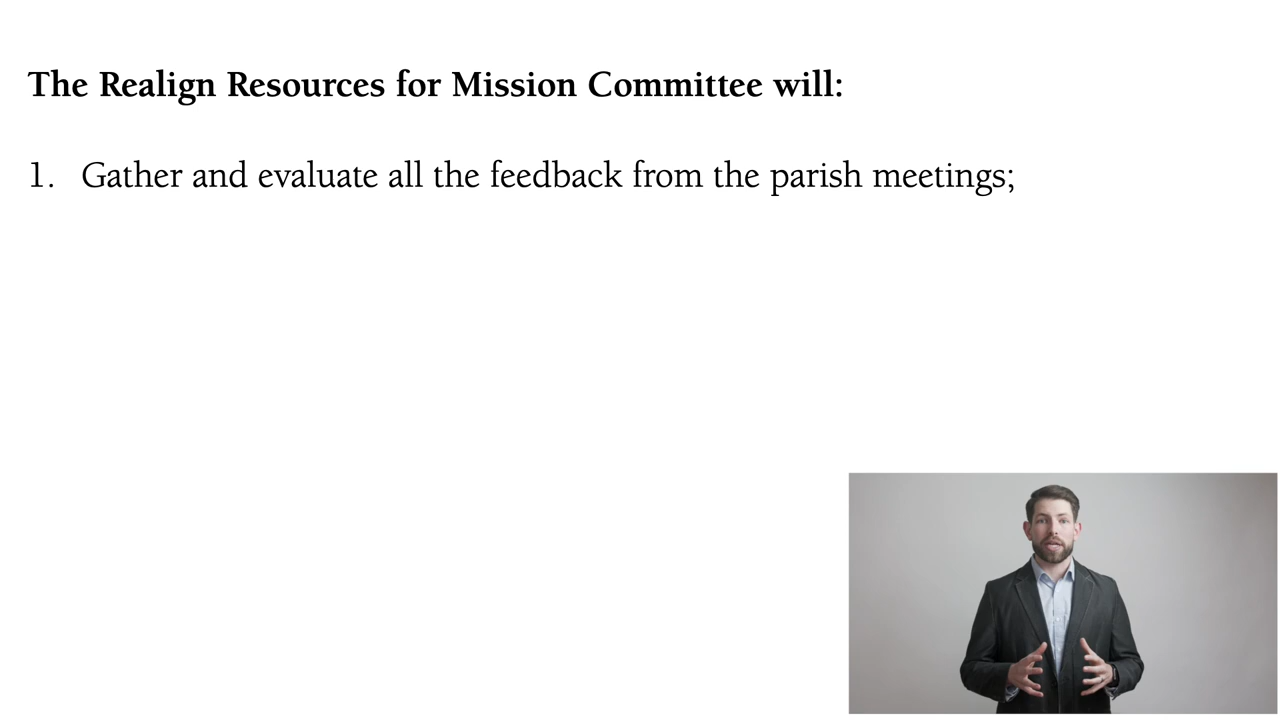 The Realign Resources for Mission Committee will:
1. Gather and evaluate all the feedback from the parish meetings;